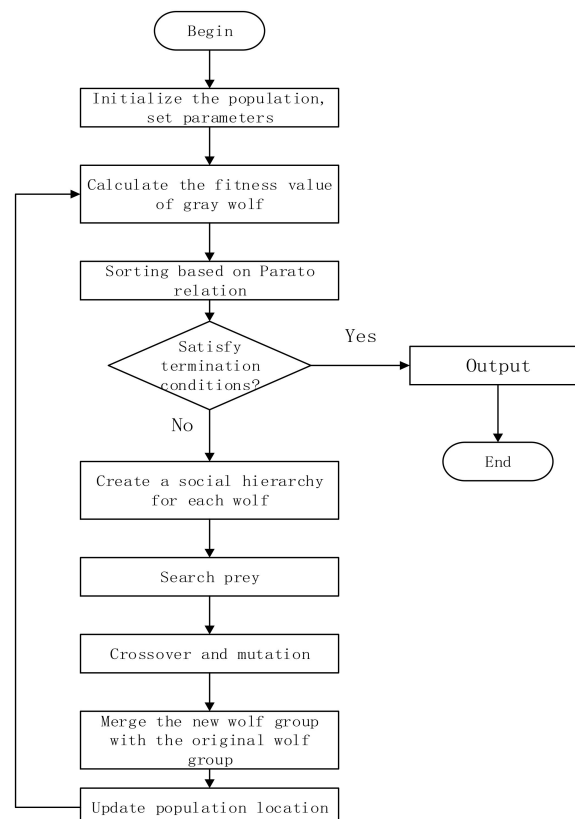 Begin
Initialize the population,
set parameters
Calculate the fitness value
of gray wolf
Sorting based on Parato
relation
Satisfy
termination
conditions?
Yes
Output
End
No
Create a social hierarchy
for each wolf
Search prey
Crossover and mutation
Merge the new wolf group
with the original wolf
group
Update population location